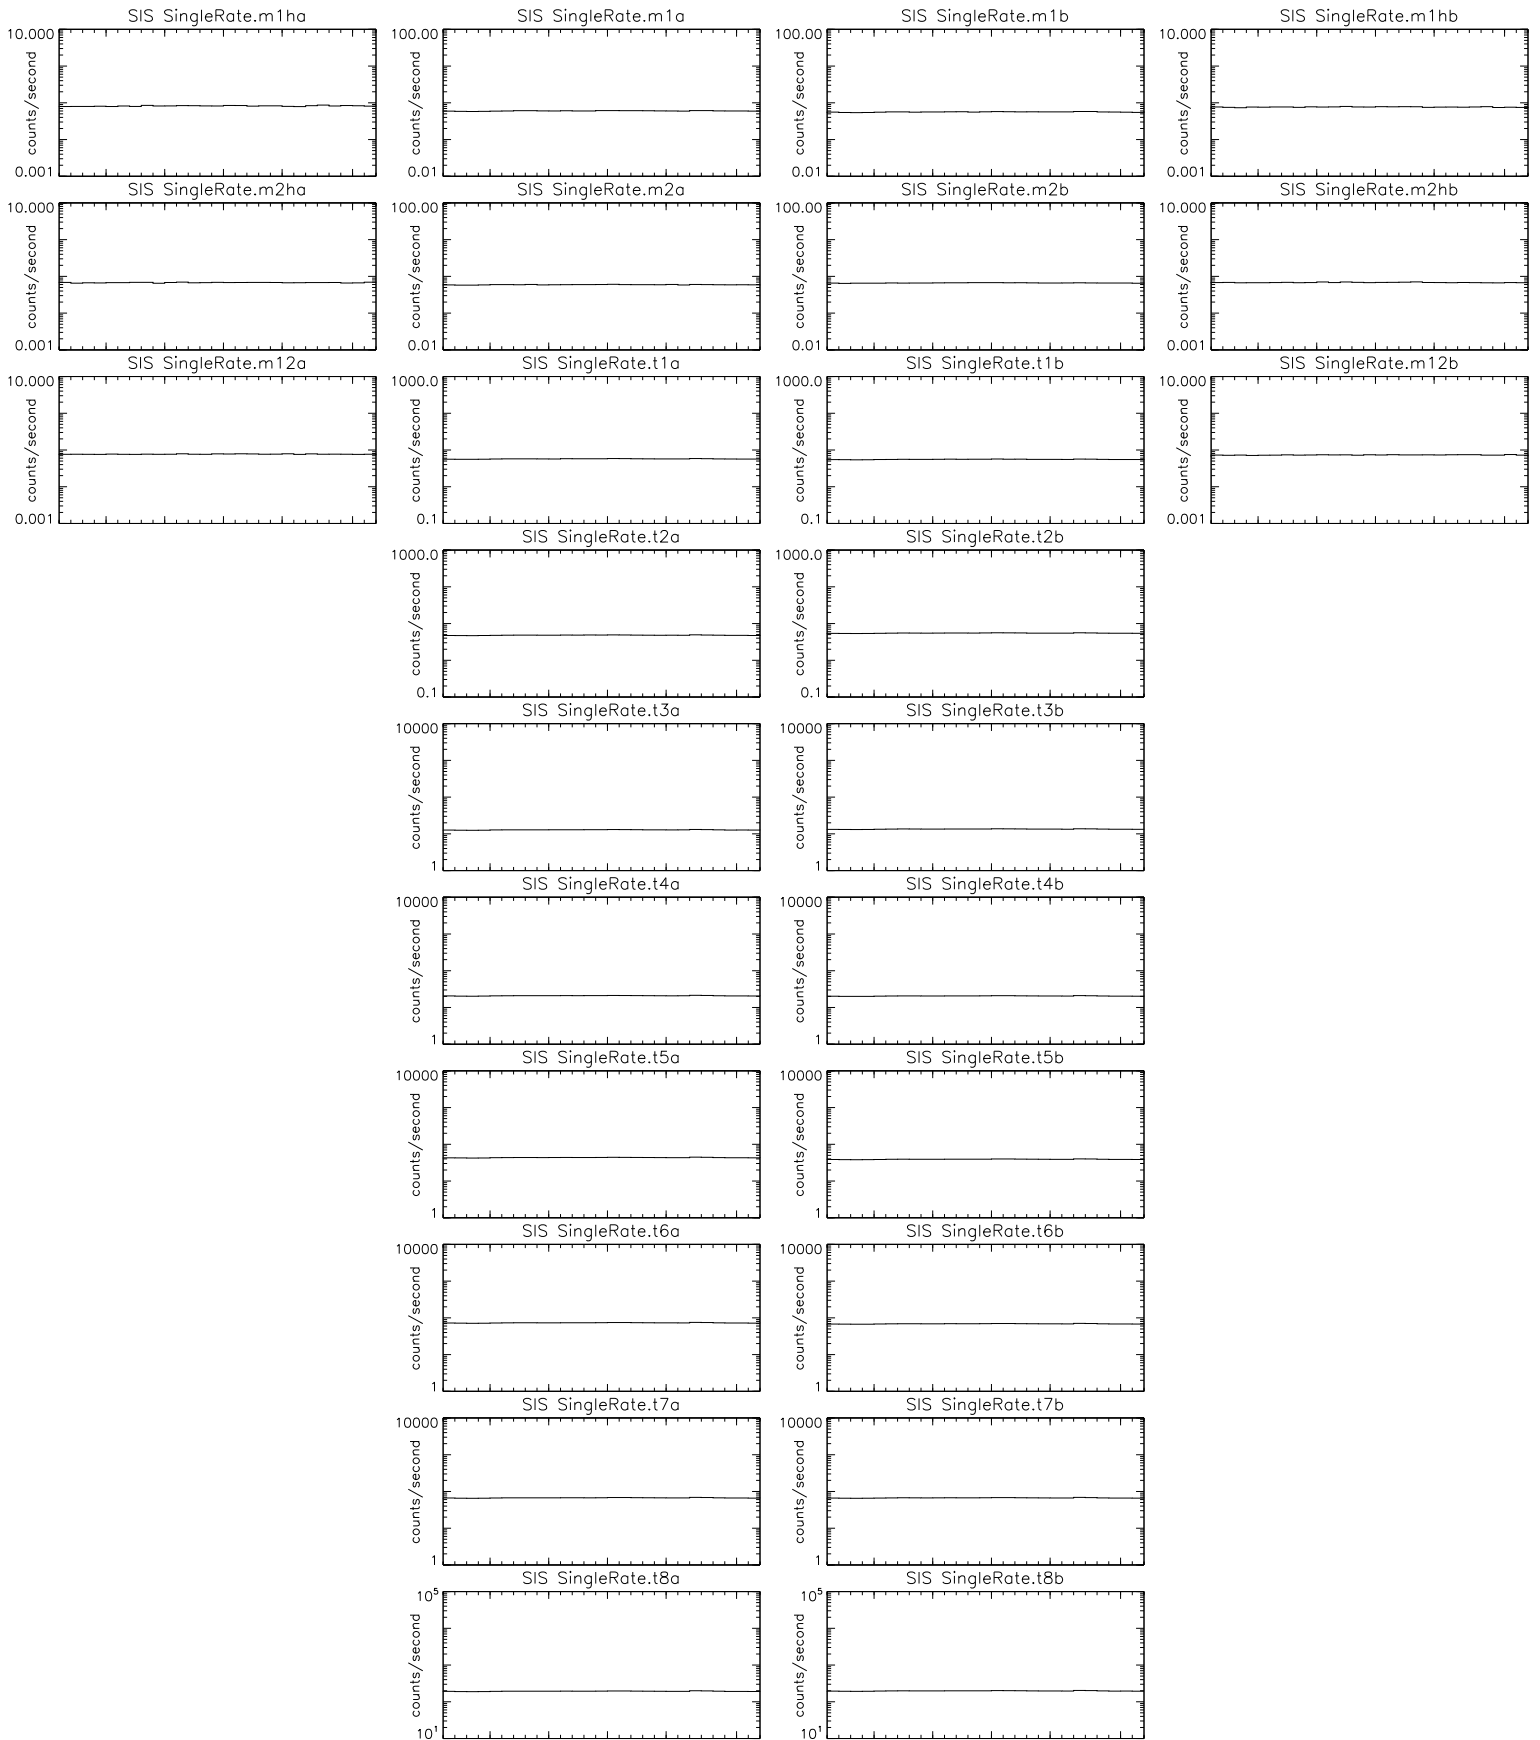 SIS SingleRate.m1ha
10.000
counts/second
0.001
SIS SingleRate.m1a
100.00
counts/second
0.01
SIS SingleRate.m1b
100.00
counts/second
0.01
SIS SingleRate.m1hb
10.000
counts/second
0.001
SIS SingleRate.m2ha
10.000
counts/second
0.001
SIS SingleRate.m2a
100.00
counts/second
0.01
SIS SingleRate.m2b
100.00
counts/second
0.01
SIS SingleRate.m2hb
10.000
counts/second
0.001
SIS SingleRate.m12a
10.000
counts/second
0.001
SIS SingleRate.t1a
1000.0
counts/second
0.1
SIS SingleRate.t1b
1000.0
counts/second
0.1
SIS SingleRate.m12b
10.000
counts/second
0.001
SIS SingleRate.t2a
1000.0
counts/second
0.1
SIS SingleRate.t2b
1000.0
counts/second
0.1
SIS SingleRate.t3a
10000
counts/second
1
SIS SingleRate.t3b
10000
counts/second
1
SIS SingleRate.t4a
10000
counts/second
1
SIS SingleRate.t4b
10000
counts/second
1
SIS SingleRate.t5a
10000
counts/second
1
SIS SingleRate.t5b
10000
counts/second
1
SIS SingleRate.t6a
10000
counts/second
1
SIS SingleRate.t6b
10000
counts/second
1
SIS SingleRate.t7a
10000
counts/second
1
SIS SingleRate.t7b
10000
counts/second
1
SIS SingleRate.t8a
10⁵
counts/second
10¹
SIS SingleRate.t8b
10⁵
counts/second
10¹